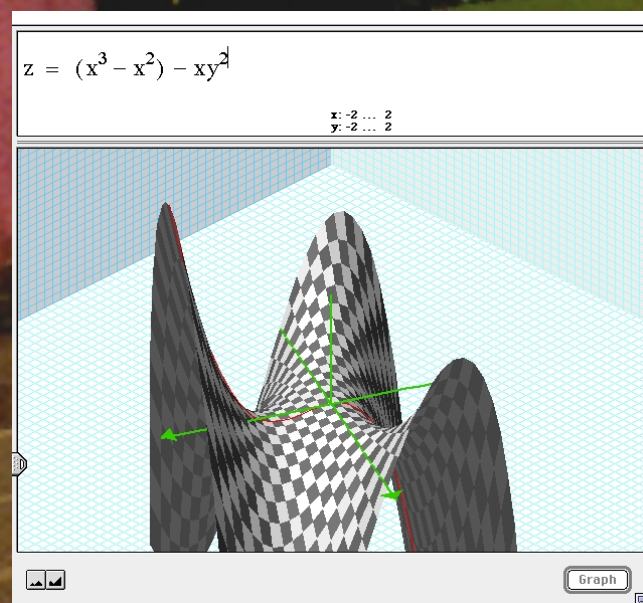 z = (x³ – x²) – xy²
x: -2 ... 2
y: -2 ... 2
Graph